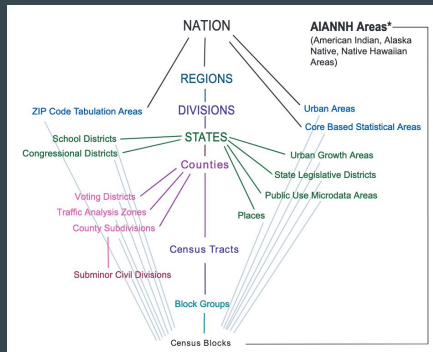 NATION
AIANNH Areas*
(American Indian, Alaska
Native, Native Hawaiian
Areas)
REGIONS
ZIP Code Tabulation Areas
DIVISIONS
Urban Areas
Core Based Statistical Areas
School Districts
STATES
Congressional Districts
Urban Growth Areas
Counties
State Legislative Districts
Public Use Microdata Areas
Voting Districts
Traffic Analysis Zones
Places
County Subdivisions
Census Tracts
Subminor Civil Divisions
Block Groups
Census Blocks